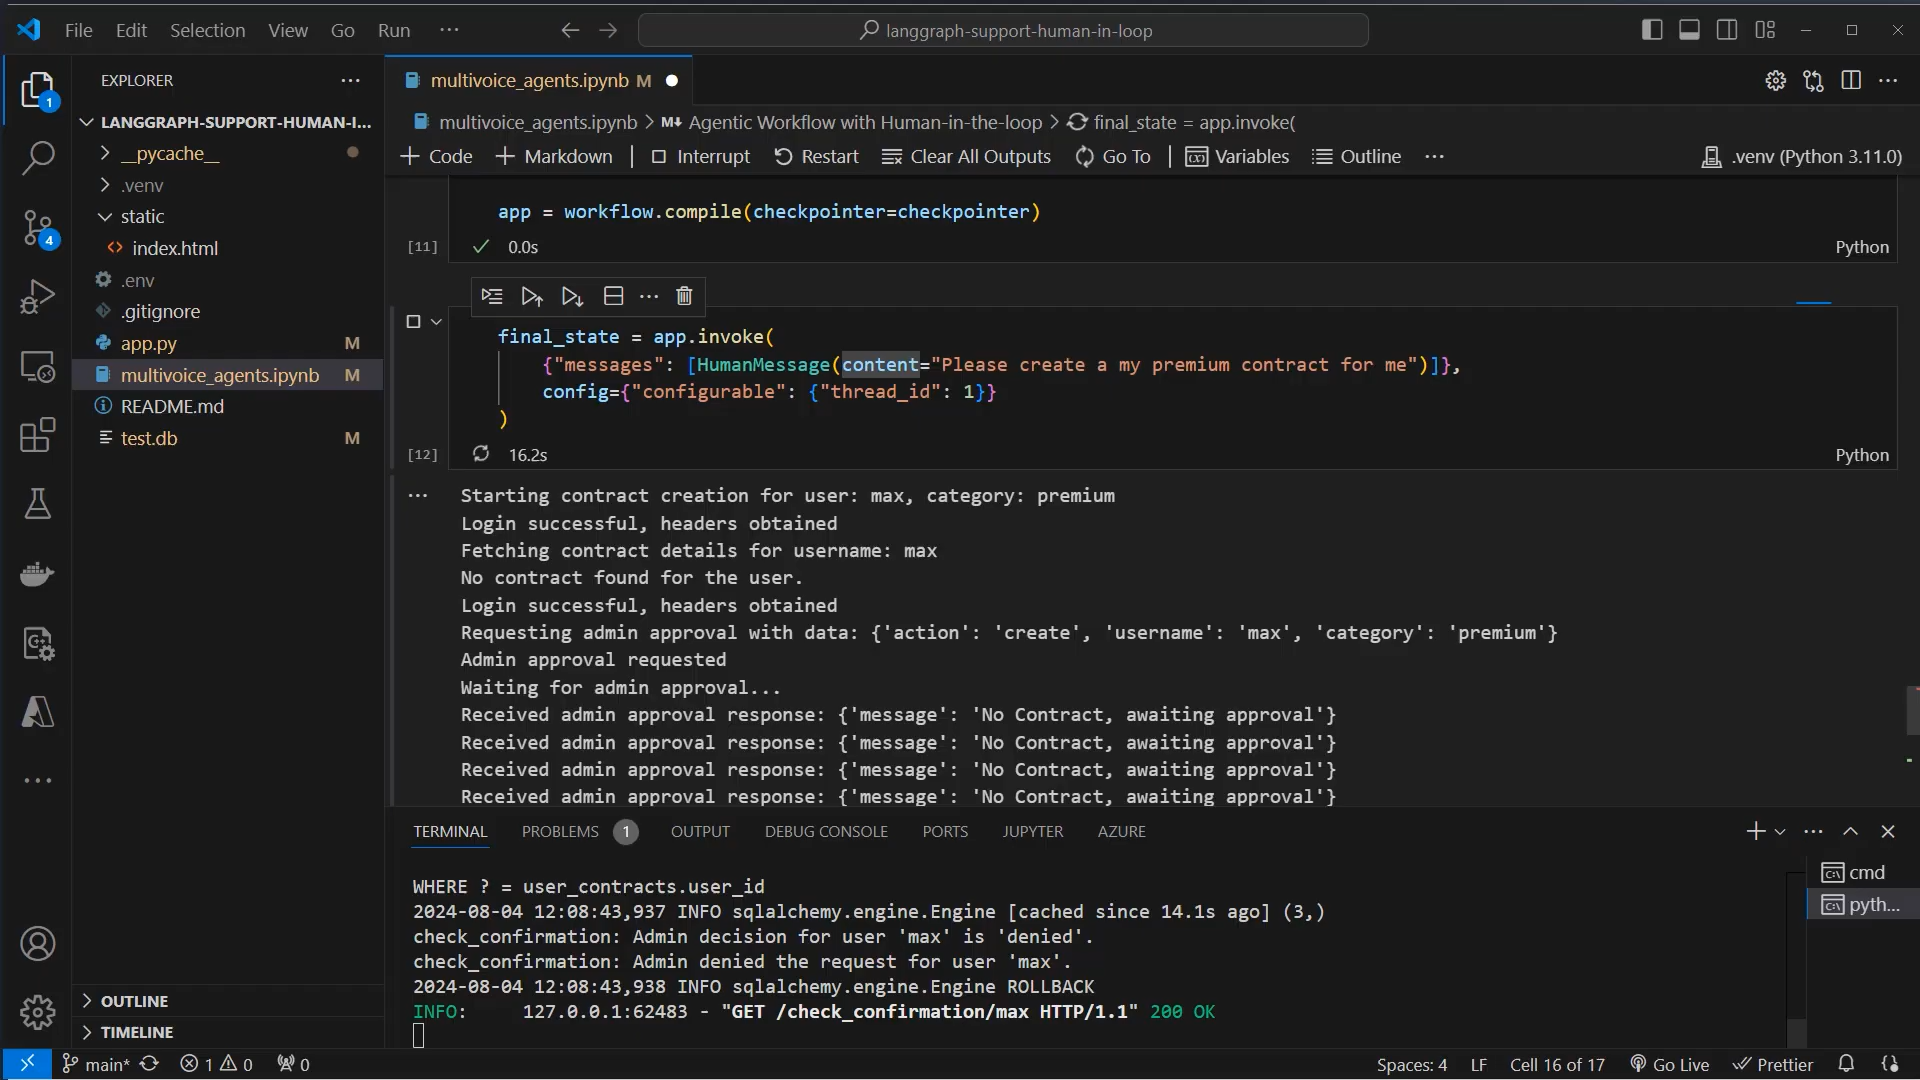 File Edit Selection View Go Run ···
langgraph-support-human-in-loop
EXPLORER
1
LANGGRAPH-SUPPORT-HUMAN-I...
__pycache__
.venv
static
index.html
.env
.gitignore
app.py M
multivoice_agents.ipynb M
README.md
test.db M
4
OUTLINE
TIMELINE
multivoice_agents.ipynb M
multivoice_agents.ipynb > M↓ Agentic Workflow with Human-in-the-loop > final_state = app.invoke(
+ Code + Markdown | Interrupt Restart Clear All Outputs Go To | Variables Outline ···
.venv (Python 3.11.0)
app = workflow.compile(checkpointer=checkpointer)
[11] ✓ 0.0s Python
final_state = app.invoke(
{"messages": [HumanMessage(content="Please create a my premium contract for me")]},
config={"configurable": {"thread_id": 1}}
)
[12] 16.2s Python
Starting contract creation for user: max, category: premium
Login successful, headers obtained
Fetching contract details for username: max
No contract found for the user.
Login successful, headers obtained
Requesting admin approval with data: {'action': 'create', 'username': 'max', 'category': 'premium'}
Admin approval requested
Waiting for admin approval...
Received admin approval response: {'message': 'No Contract, awaiting approval'}
Received admin approval response: {'message': 'No Contract, awaiting approval'}
Received admin approval response: {'message': 'No Contract, awaiting approval'}
Received admin approval response: {'message': 'No Contract, awaiting approval'}
TERMINAL PROBLEMS 1 OUTPUT DEBUG CONSOLE PORTS JUPYTER AZURE
cmd
pyth...
WHERE ? = user_contracts.user_id
2024-08-04 12:08:43,937 INFO sqlalchemy.engine.Engine [cached since 14.1s ago] (3,)
check_confirmation: Admin decision for user 'max' is 'denied'.
check_confirmation: Admin denied the request for user 'max'.
2024-08-04 12:08:43,938 INFO sqlalchemy.engine.Engine ROLLBACK
INFO: 127.0.0.1:62483 - "GET /check_confirmation/max HTTP/1.1" 200 OK
main* 1 0 0
Spaces: 4 LF Cell 16 of 17 Go Live Prettier